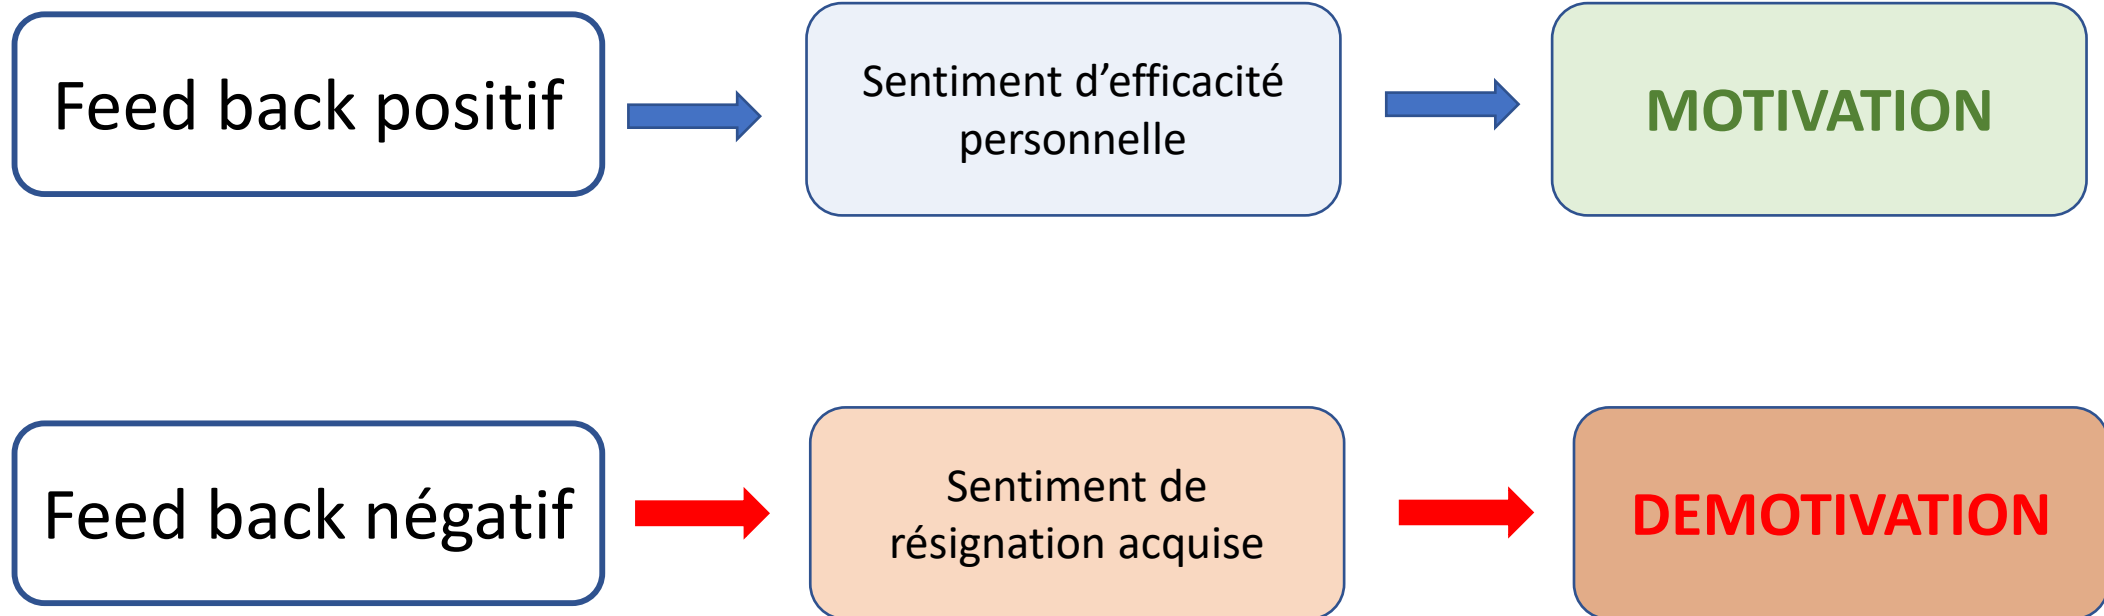 Feed back positif
Sentiment d’efficacité
personnelle
MOTIVATION
Feed back négatif
Sentiment de
résignation acquise
DEMOTIVATION